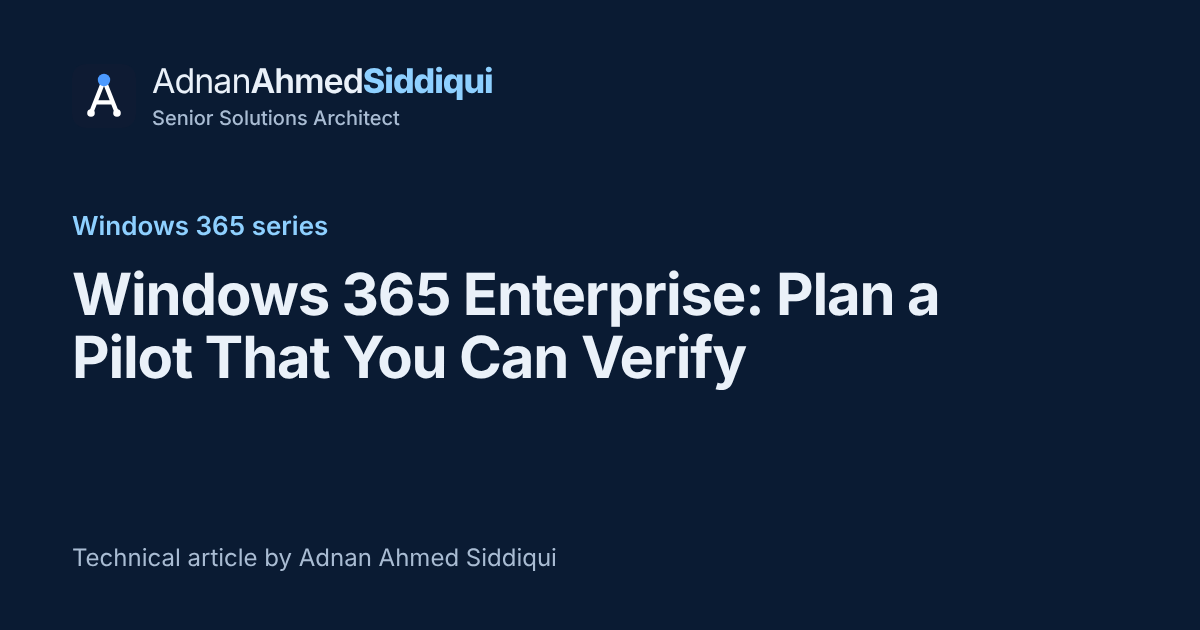 AdnanAhmedSiddiqui
Senior Solutions Architect
Windows 365 series
Windows 365 Enterprise: Plan a
Pilot That You Can Verify
Technical article by Adnan Ahmed Siddiqui